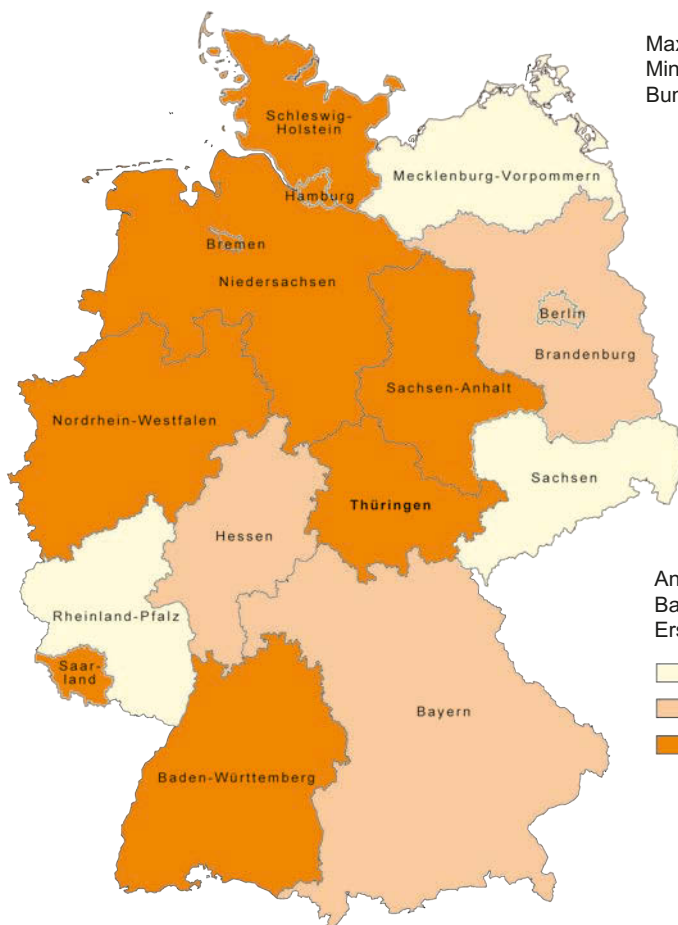 Schleswig-
Holstein
Mecklenburg-Vorpommern
Hamburg
Bremen
Niedersachsen
Berlin
Brandenburg
Sachsen-Anhalt
Nordrhein-Westfalen
Thüringen
Sachsen
Hessen
Rheinland-Pfalz
Saar-
land
Bayern
Baden-Württemberg